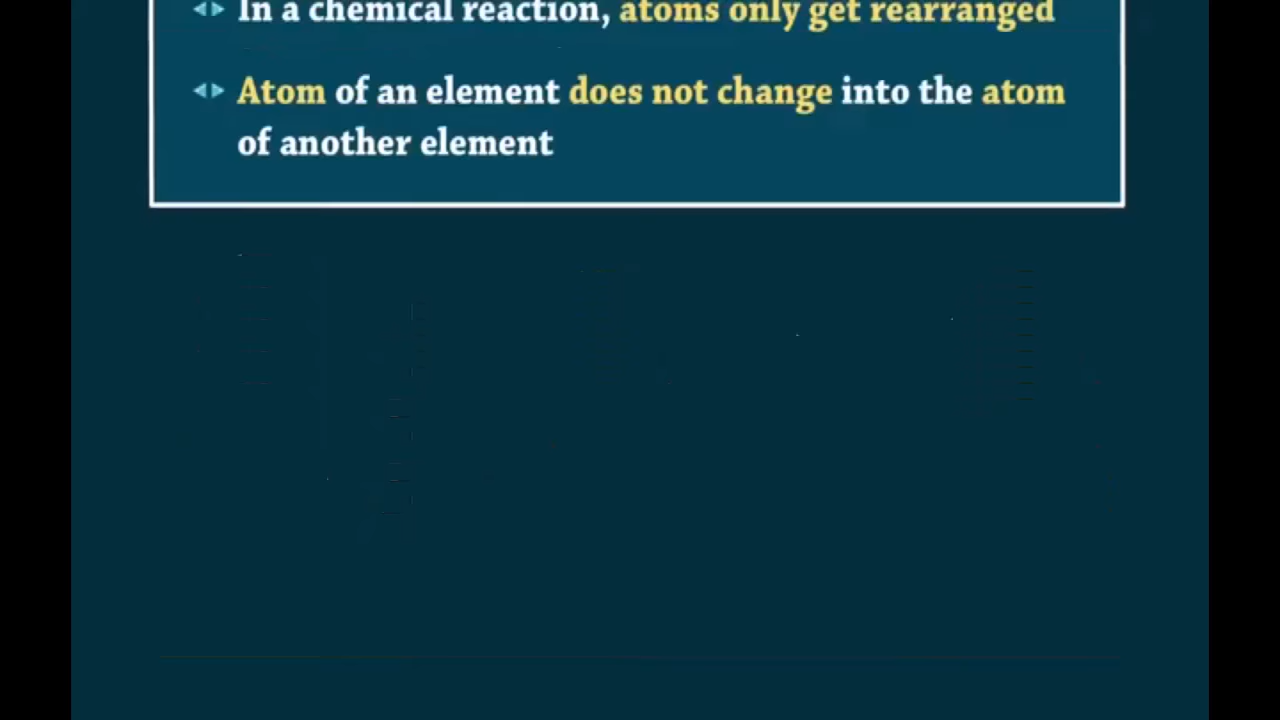 In a chemical reaction, atoms only get rearranged
Atom of an element does not change into the atom
of another element